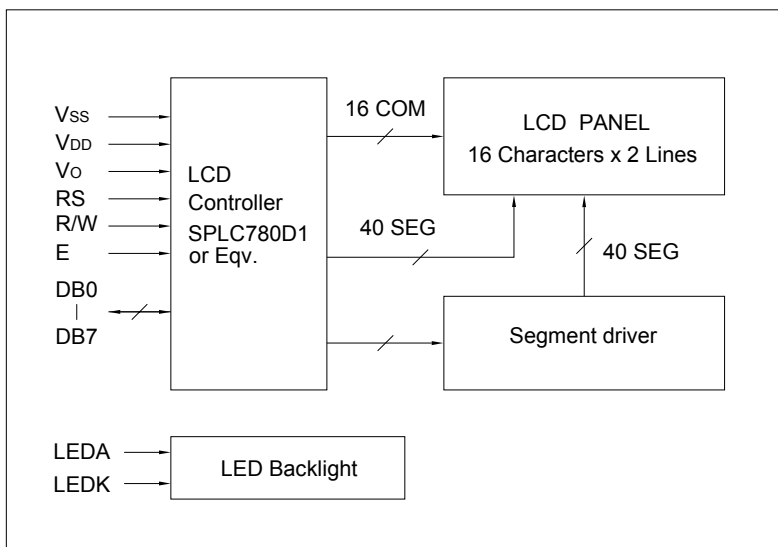 VSS
VDD
VO
RS
R/W
E
DB0
|
DB7
LCD
Controller
SPLC780D1
or Eqv.
16 COM
40 SEG
LCD PANEL
16 Characters x 2 Lines
40 SEG
Segment driver
LEDA
LEDK
LED Backlight